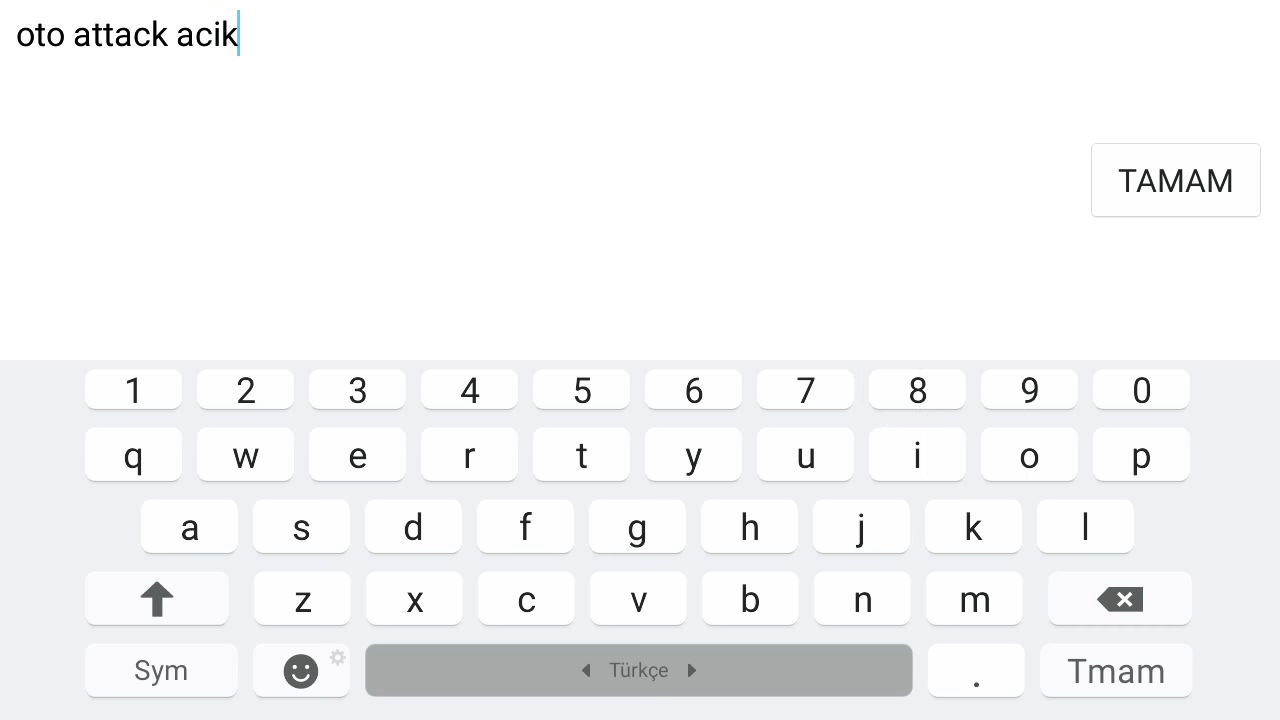 oto attack acik
TAMAM
1 2 3 4 5 6 7 8 9 0
q w e r t y u i o p
a s d f g h j k l
z x c v b n m
Sym Türkçe . Tmam